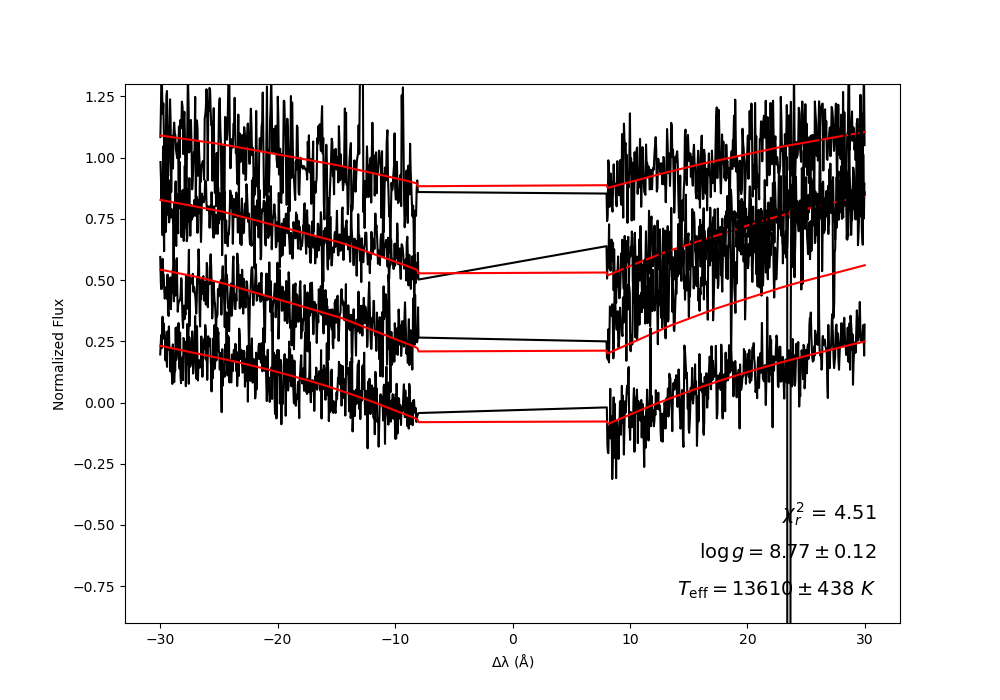 1.25
1.00
0.75
0.50
0.25
0.00
−0.25
−0.50
−0.75
Normalized Flux
χ²ᵣ = 4.51
log g = 8.77 ± 0.12
T_eff = 13610 ± 438 K
−30 −20 −10 0 10 20 30
Δλ (Å)